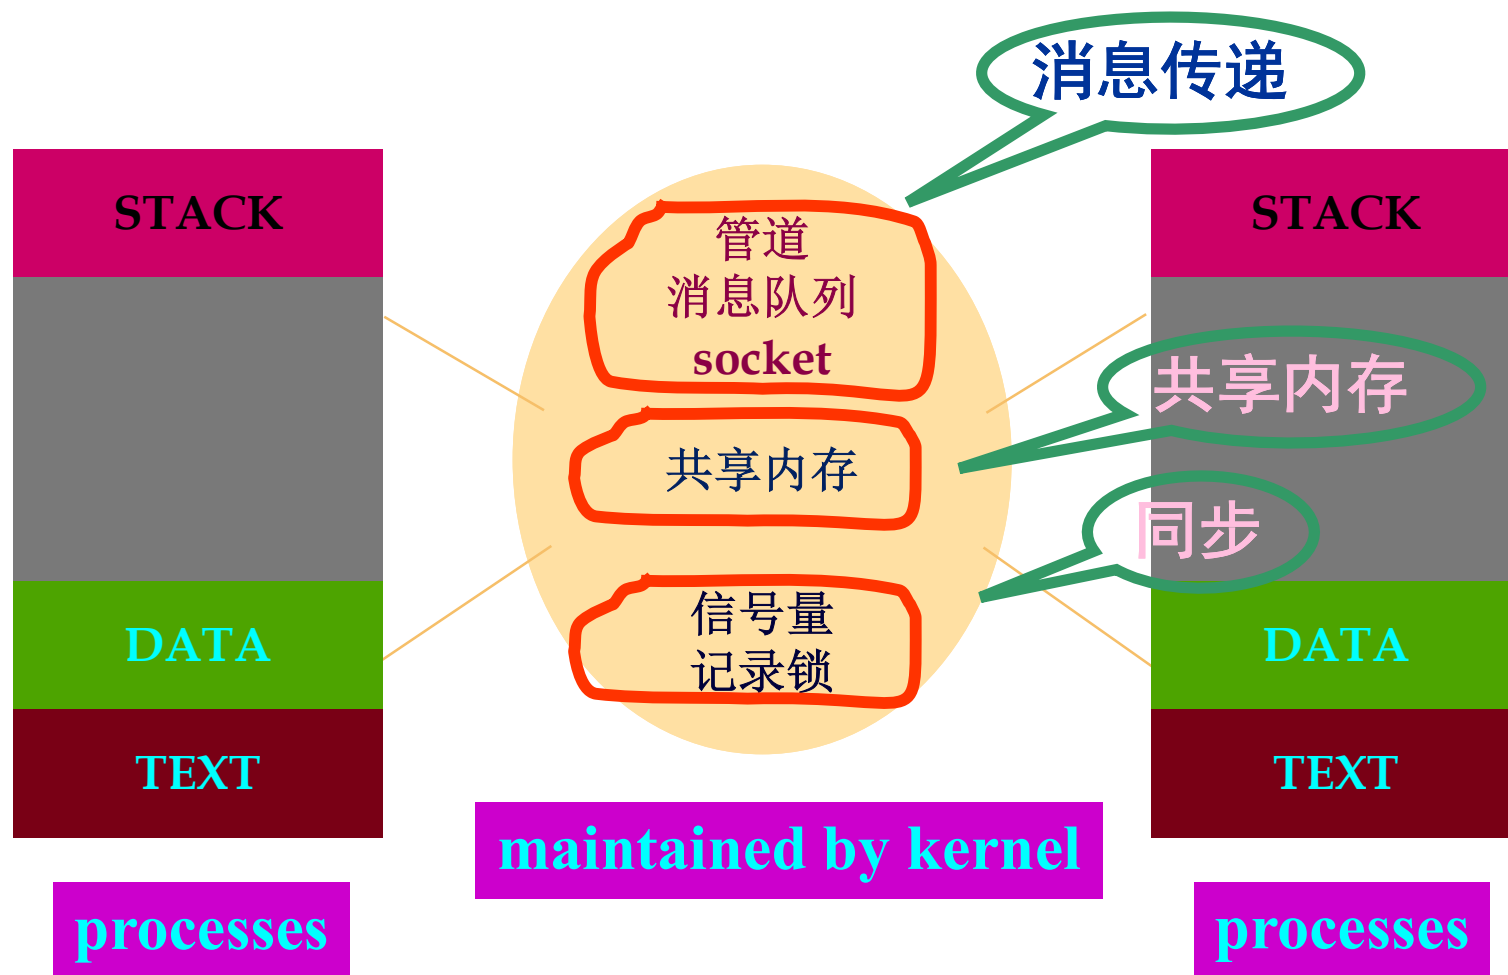 消息传递
STACK
管道
消息队列
socket
STACK
共享内存
共享内存
同步
信号量
记录锁
DATA
DATA
TEXT
TEXT
maintained by kernel
processes
processes